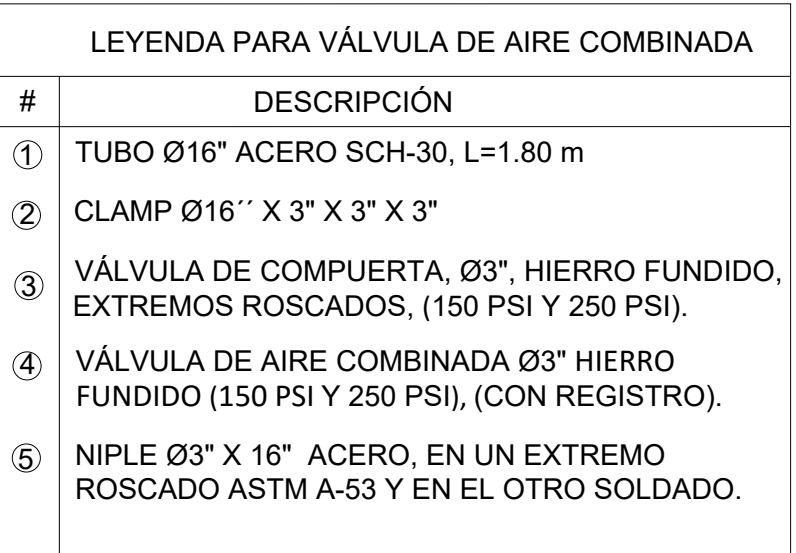 LEYENDA PARA VÁLVULA DE AIRE COMBINADA
# DESCRIPCIÓN
1 TUBO Ø16" ACERO SCH-30, L=1.80 m
2 CLAMP Ø16´´ X 3" X 3" X 3"
3 VÁLVULA DE COMPUERTA, Ø3", HIERRO FUNDIDO,
EXTREMOS ROSCADOS, (150 PSI Y 250 PSI).
4 VÁLVULA DE AIRE COMBINADA Ø3" HIERRO
FUNDIDO (150 PSI Y 250 PSI), (CON REGISTRO).
5 NIPLE Ø3" X 16" ACERO, EN UN EXTREMO
ROSCADO ASTM A-53 Y EN EL OTRO SOLDADO.